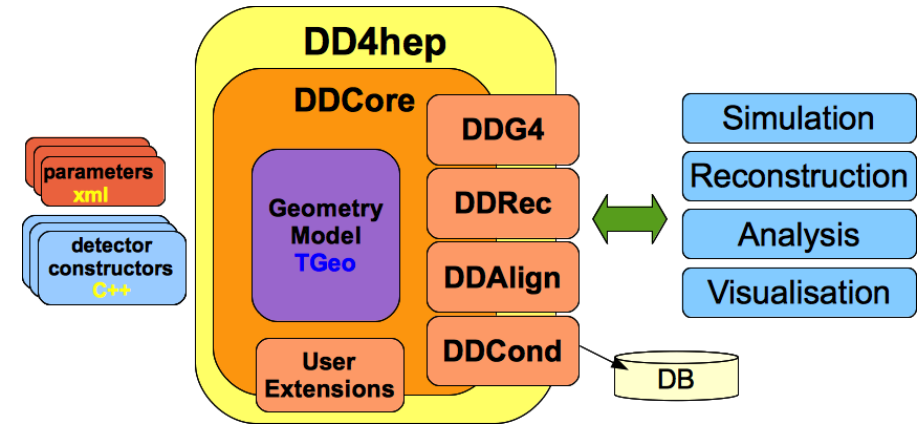 DD4hep
DDCore
DDG4
DDRec
DDAlign
DDCond
Geometry
Model
TGeo
User
Extensions
parameters
xml
detector
constructors
C++
Simulation
Reconstruction
Analysis
Visualisation
DB